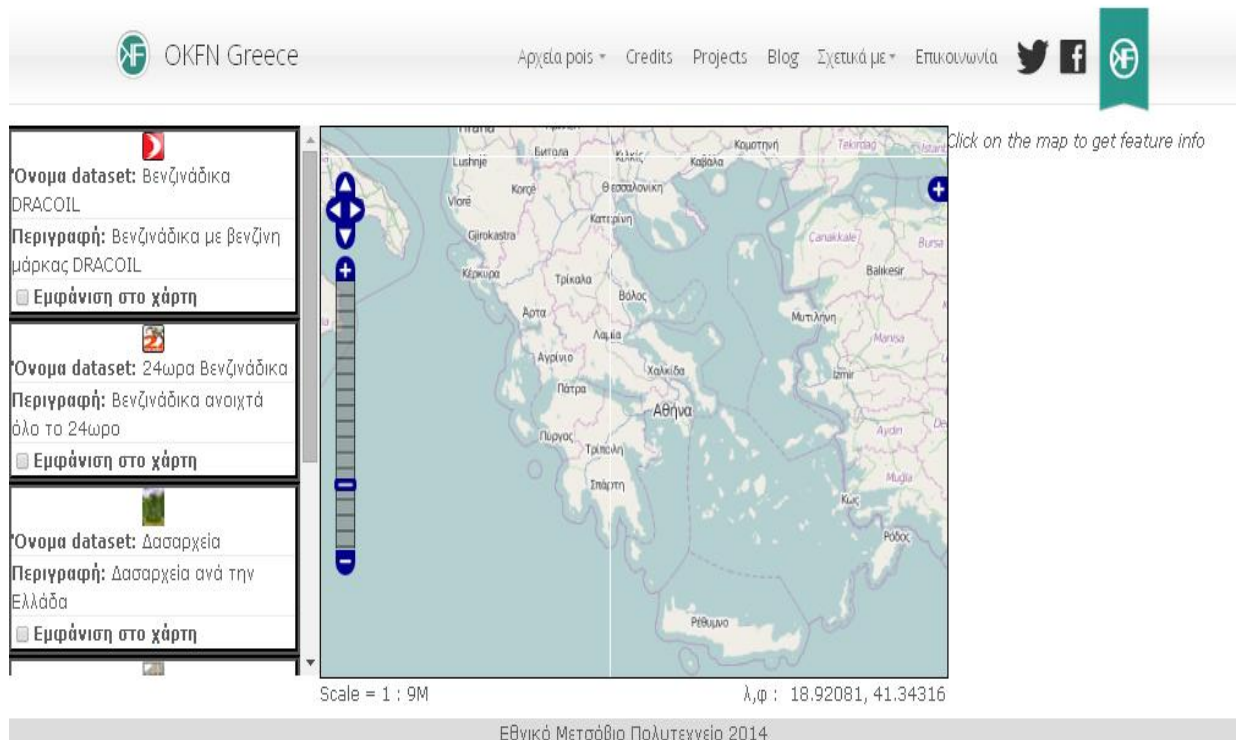 OKFN Greece
Αρχεία pois
Credits
Projects
Blog
Σχετικά με
Επικοινωνία
Όνομα dataset: Βενζινάδικα
DRACOIL
Περιγραφή: Βενζινάδικα με βενζίνη
μάρκας DRACOIL
Εμφάνιση στο χάρτη
Όνομα dataset: 24ωρα Βενζινάδικα
Περιγραφή: Βενζινάδικα ανοιχτά
όλο το 24ωρο
Εμφάνιση στο χάρτη
Όνομα dataset: Δασαρχεία
Περιγραφή: Δασαρχεία ανά την
Ελλάδα
Εμφάνιση στο χάρτη
Lushnjë
Битола
Κιλκίς
Καβάλα
Κομοτηνή
Tekirdağ
Vlorë
Korçë
Θεσσαλονίκη
Κατερίνη
Gjirokastra
Çanakkale
Bursa
Κέρκυρα
Τρίκαλα
Balıkesir
Βόλος
Άρτα
Λαμία
Μυτιλήνη
Manisa
Αγρίνιο
Χαλκίδα
İzmir
Πάτρα
Αθήνα
Πύργος
Τρίπολη
Aydın
Σπάρτη
Muğla
Κως
Ρόδος
Ρέθυμνο
Click on the map to get feature info
Scale = 1 : 9M
λ,φ : 18.92081, 41.34316
Εθνικό Μετσόβιο Πολυτεχνείο 2014